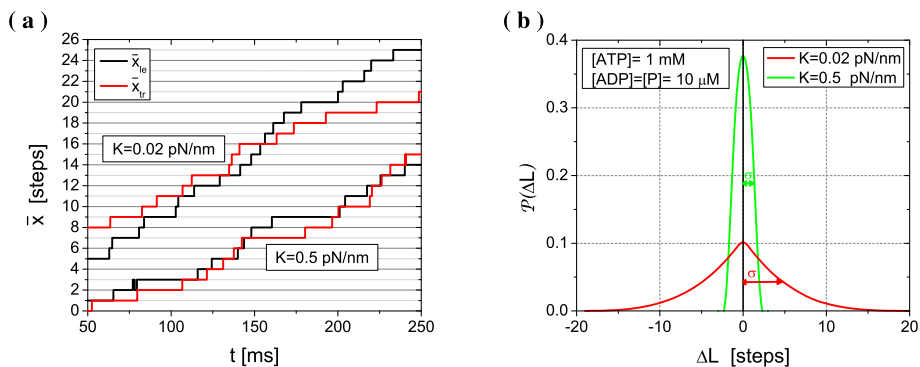 ( a )
26
24
22
20
18
16
14
12
10
8
6
4
2
0
x̄ [steps]
x̄le
x̄tr
K=0.02 pN/nm
K=0.5 pN/nm
50 100 150 200 250
t [ms]
( b )
0.4
0.3
0.2
0.1
0.0
P(ΔL)
[ATP]= 1 mM
[ADP]=[P]= 10 μM
K=0.02 pN/nm
K=0.5 pN/nm
σ
σ
-20 -10 0 10 20
ΔL [steps]